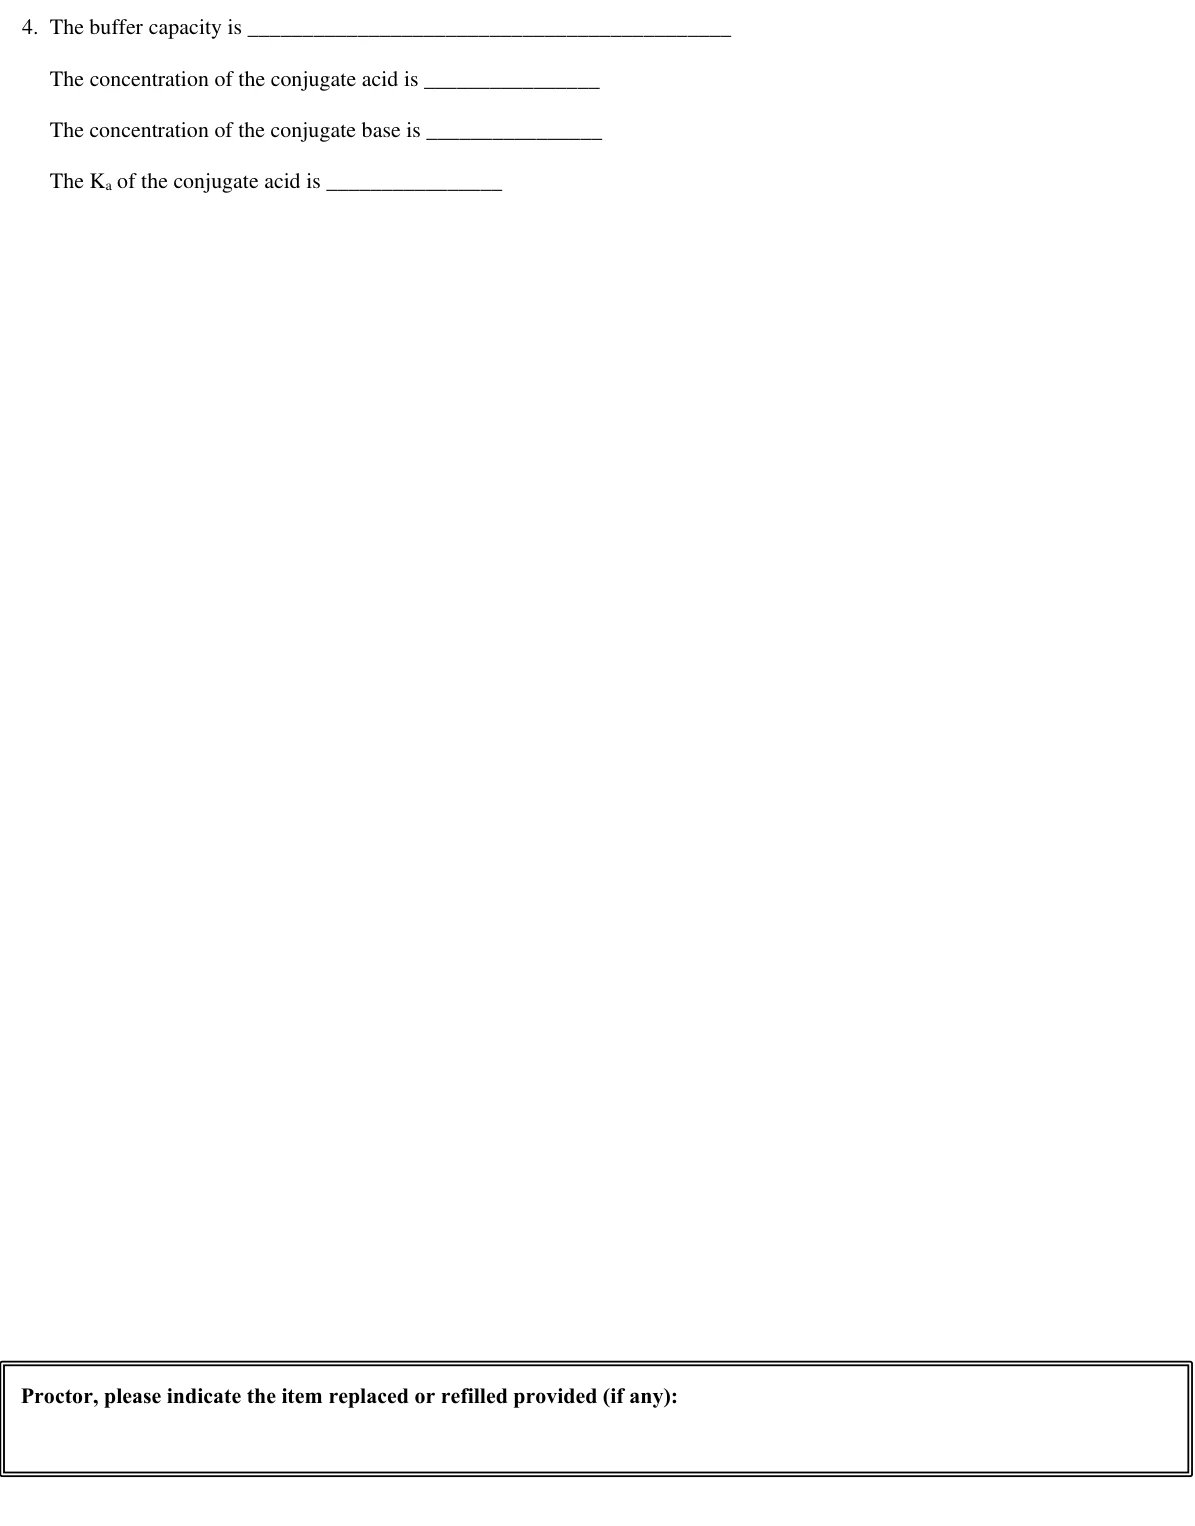 4. The buffer capacity is ____________________________________________
The concentration of the conjugate acid is ________________
The concentration of the conjugate base is ________________
The Ka of the conjugate acid is ________________
Proctor, please indicate the item replaced or refilled provided (if any):